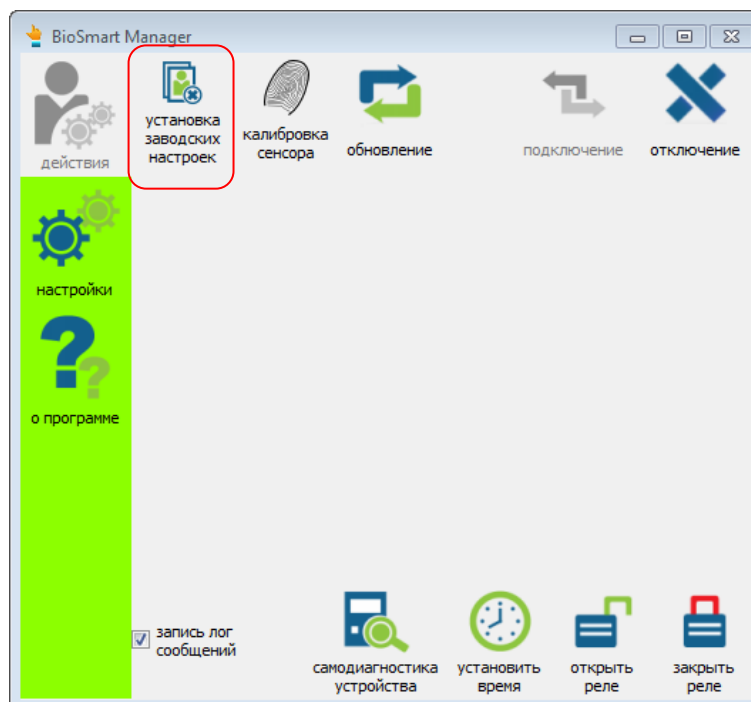 BioSmart Manager
действия
установка
заводских
настроек
калибровка
сенсора
обновление
подключение
отключение
настройки
о программе
запись лог
сообщений
самодиагностика
устройства
установить
время
открыть
реле
закрыть
реле